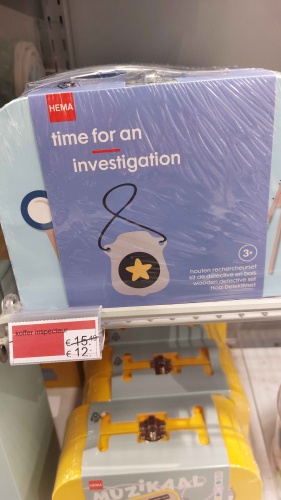 HEMA
time for an
investigation
3+
houten rechercheurset
kit de détective en bois
wooden detective set
Holz-Detektivset
koffer inspecteur
€ 15.49
€ 12.-
HEMA
MUZIKAAL